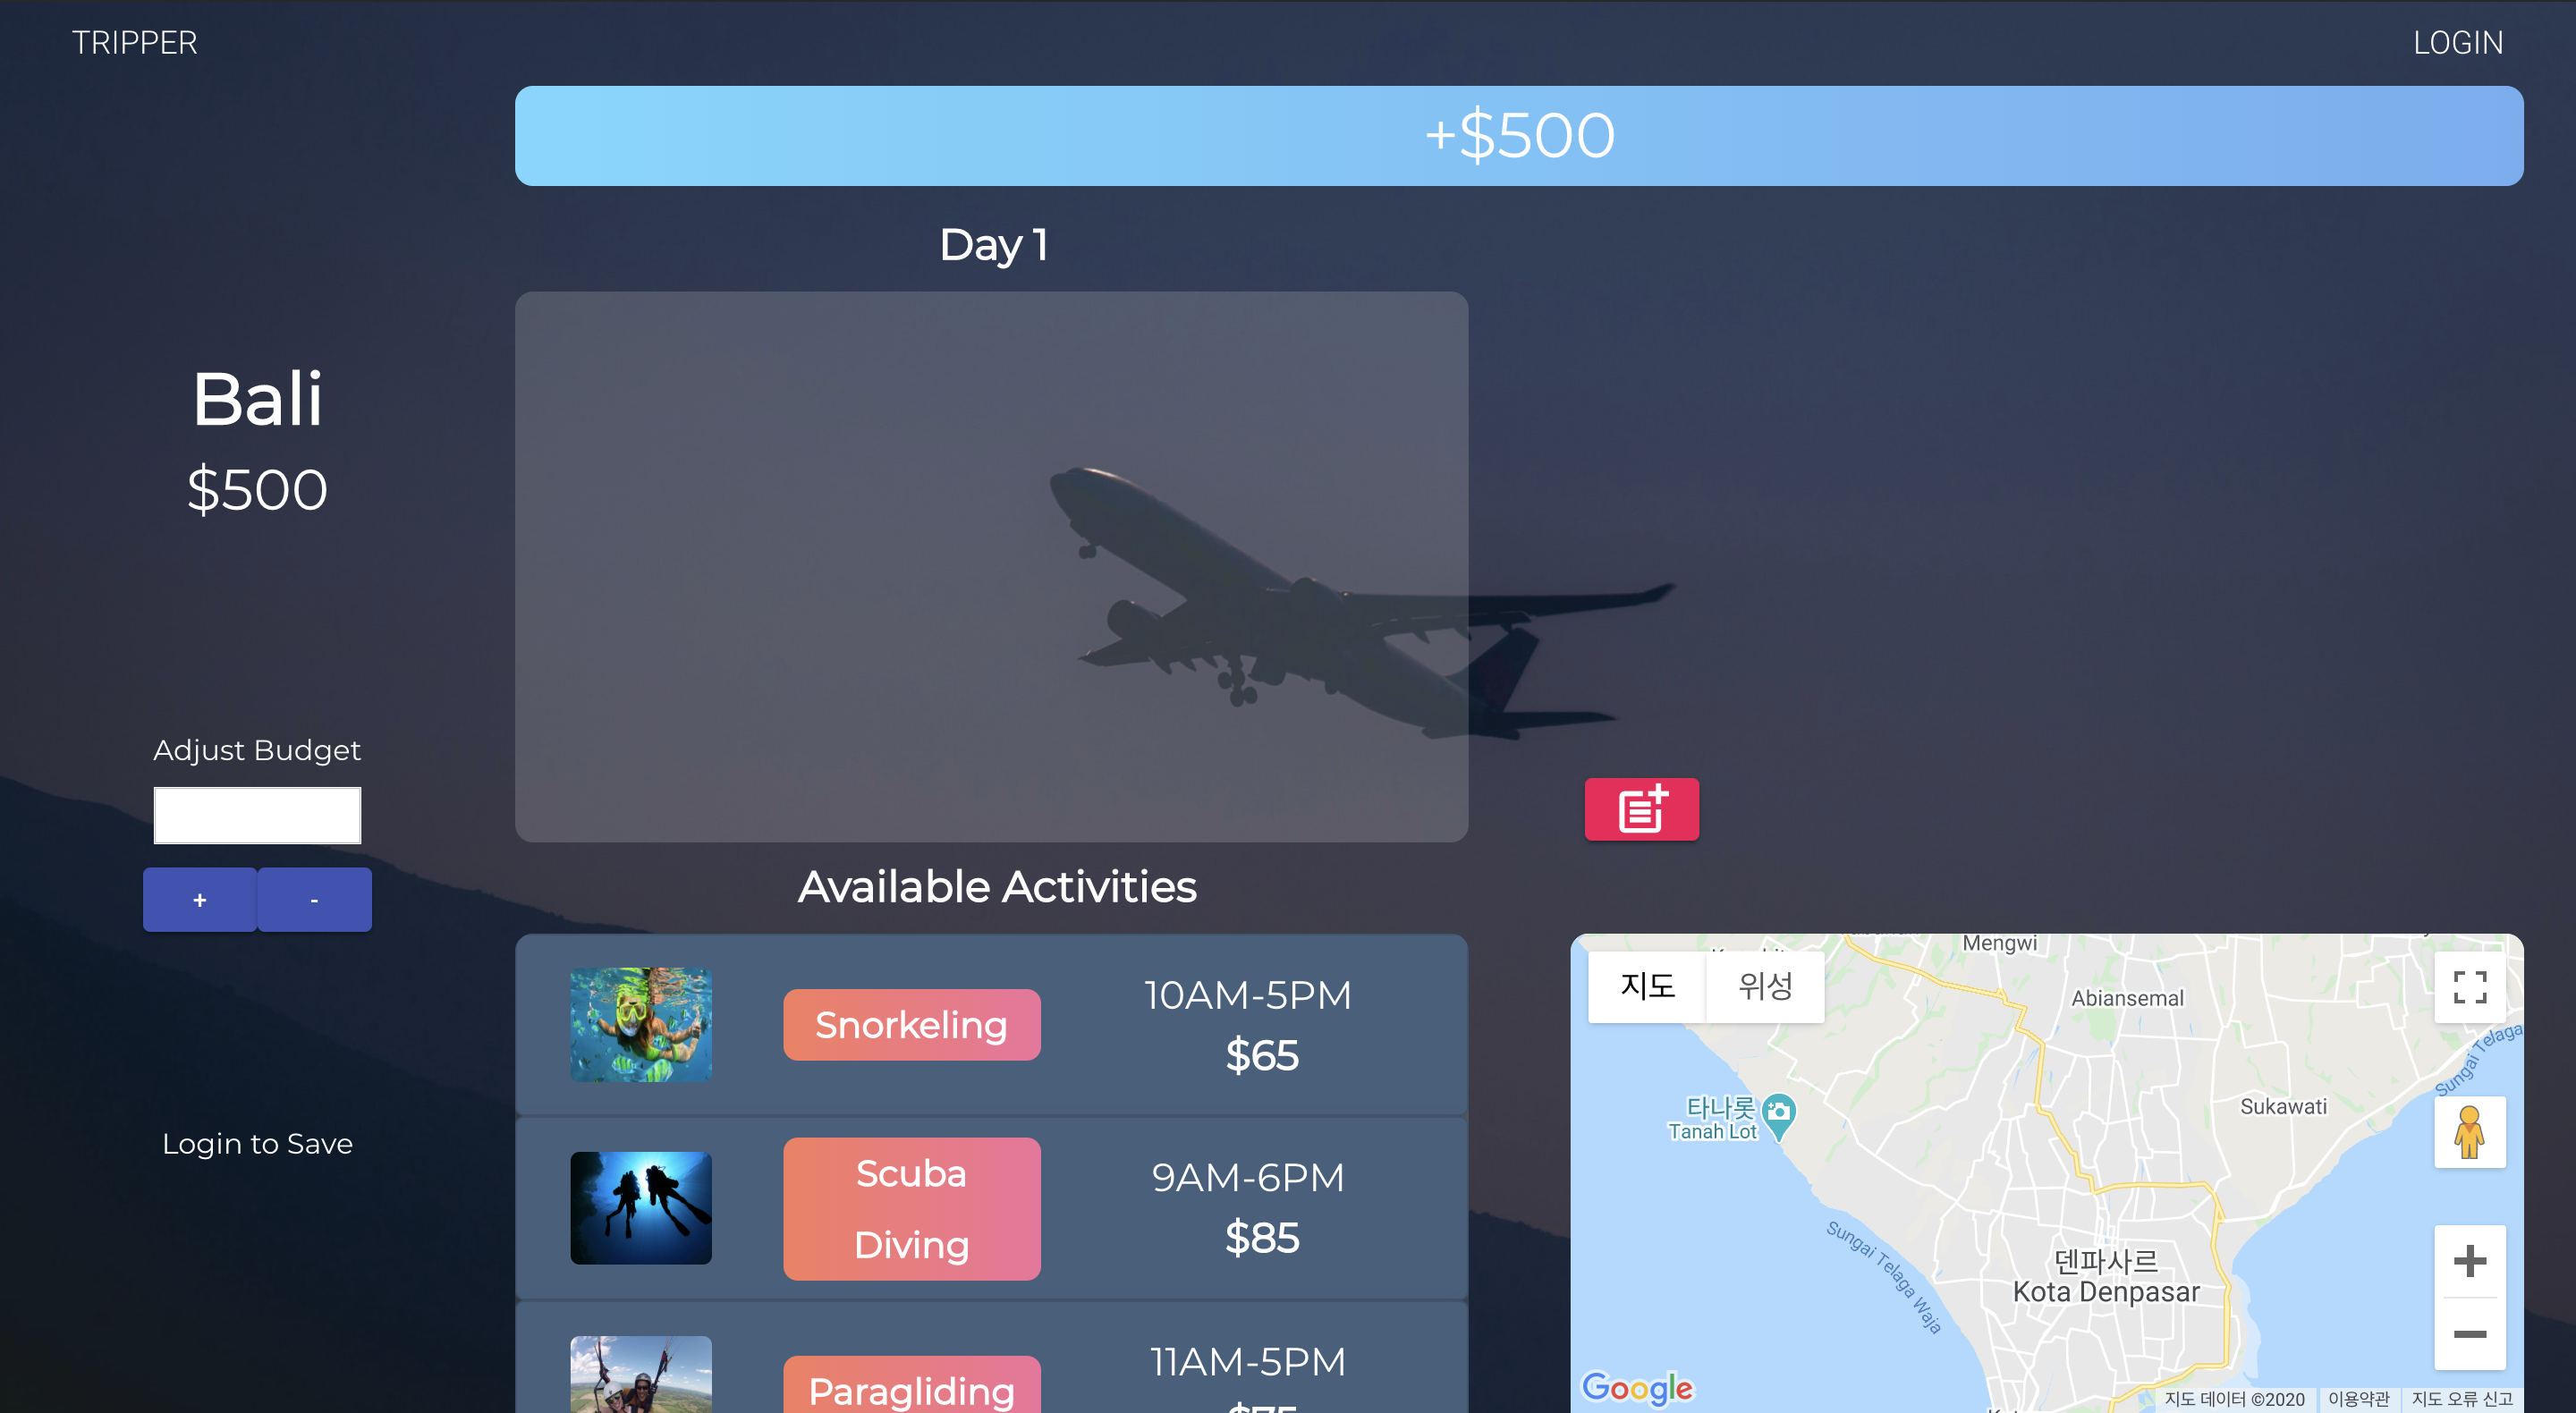 TRIPPER
LOGIN
+$500
Day 1
Bali
$500
Adjust Budget
+
-
Login to Save
Available Activities
Snorkeling
10AM-5PM
$65
Scuba
Diving
9AM-6PM
$85
Paragliding
11AM-5PM
$75
지도
위성
Mengwi
Abiansemal
Sungai Telaga
Sukawati
타나롯
Tanah Lot
Sungai Telaga Waja
덴파사르
Kota Denpasar
Google
지도 데이터 ©2020
이용약관
지도 오류 신고